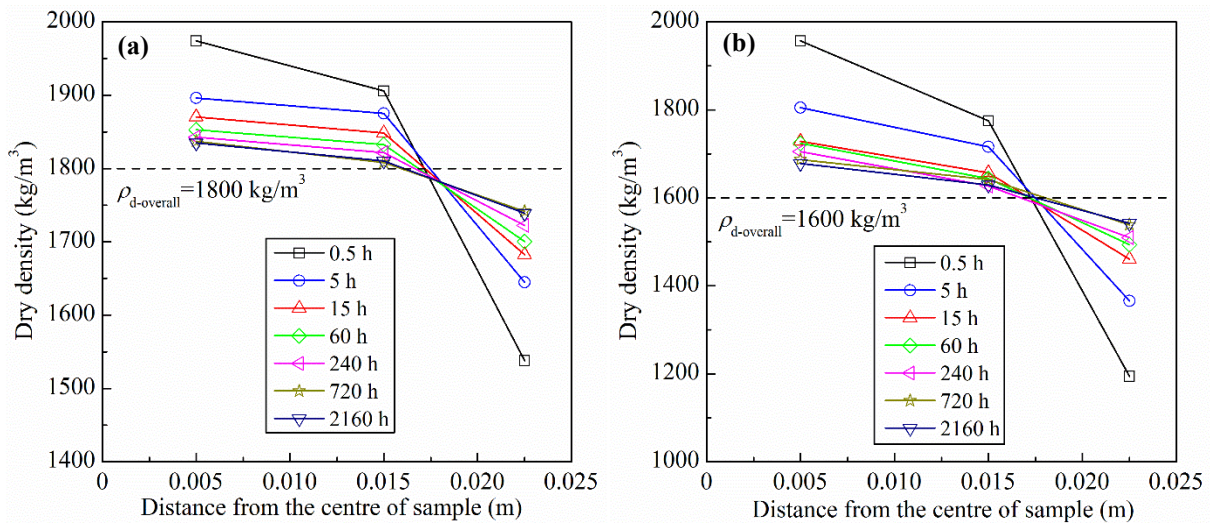 (a)
2000
1900
1800
1700
1600
1500
1400
Dry density (kg/m³)
ρd-overall=1800 kg/m³
0.5 h
5 h
15 h
60 h
240 h
720 h
2160 h
0.000 0.005 0.010 0.015 0.020 0.025
Distance from the centre of sample (m)
(b)
2000
1800
1600
1400
1200
1000
Dry density (kg/m³)
ρd-overall=1600 kg/m³
0.5 h
5 h
15 h
60 h
240 h
720 h
2160 h
0.000 0.005 0.010 0.015 0.020 0.025
Distance from the centre of sample (m)